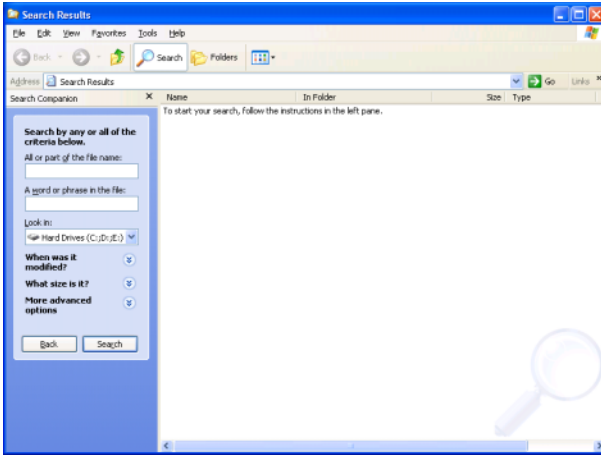 Search Results
File Edit View Favorites Tools Help
Back Search Folders
Address Search Results Go Links »
Search Companion × Name In Folder Size Type
To start your search, follow the instructions in the left pane.
Search by any or all of the
criteria below.
All or part of the file name:
A word or phrase in the file:
Look in:
Hard Drives (C:;D:;E:)
When was it
modified?
What size is it?
More advanced
options
Back Search